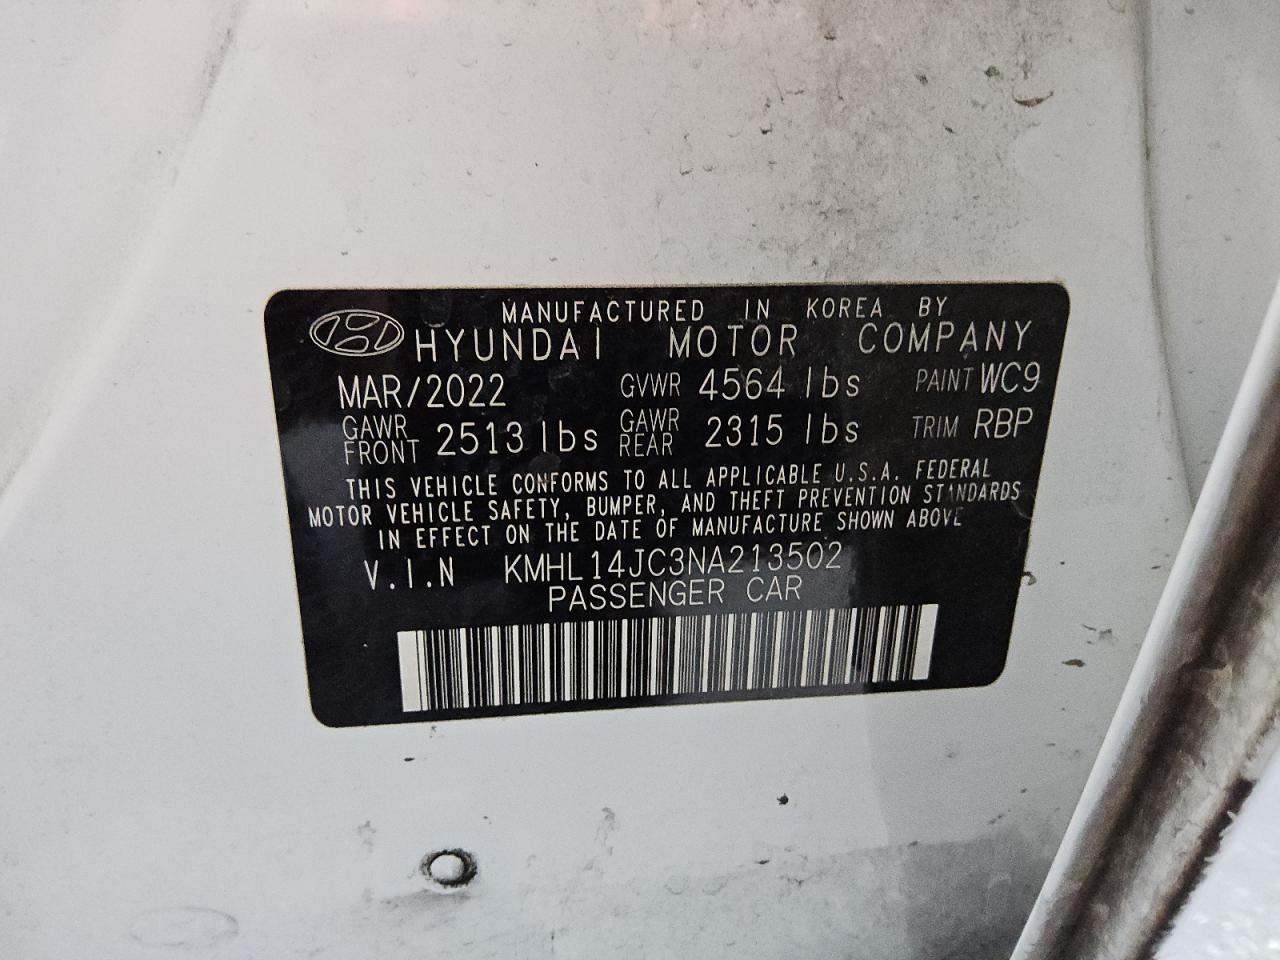 MANUFACTURED IN KOREA BY
HYUNDAI MOTOR COMPANY
MAR/2022 GVWR 4564 lbs PAINT WC9
GAWR FRONT 2513 lbs GAWR REAR 2315 lbs TRIM RBP
THIS VEHICLE CONFORMS TO ALL APPLICABLE U.S.A. FEDERAL
MOTOR VEHICLE SAFETY, BUMPER, AND THEFT PREVENTION STANDARDS
IN EFFECT ON THE DATE OF MANUFACTURE SHOWN ABOVE
V.I.N KMHL14JC3NA213502
PASSENGER CAR